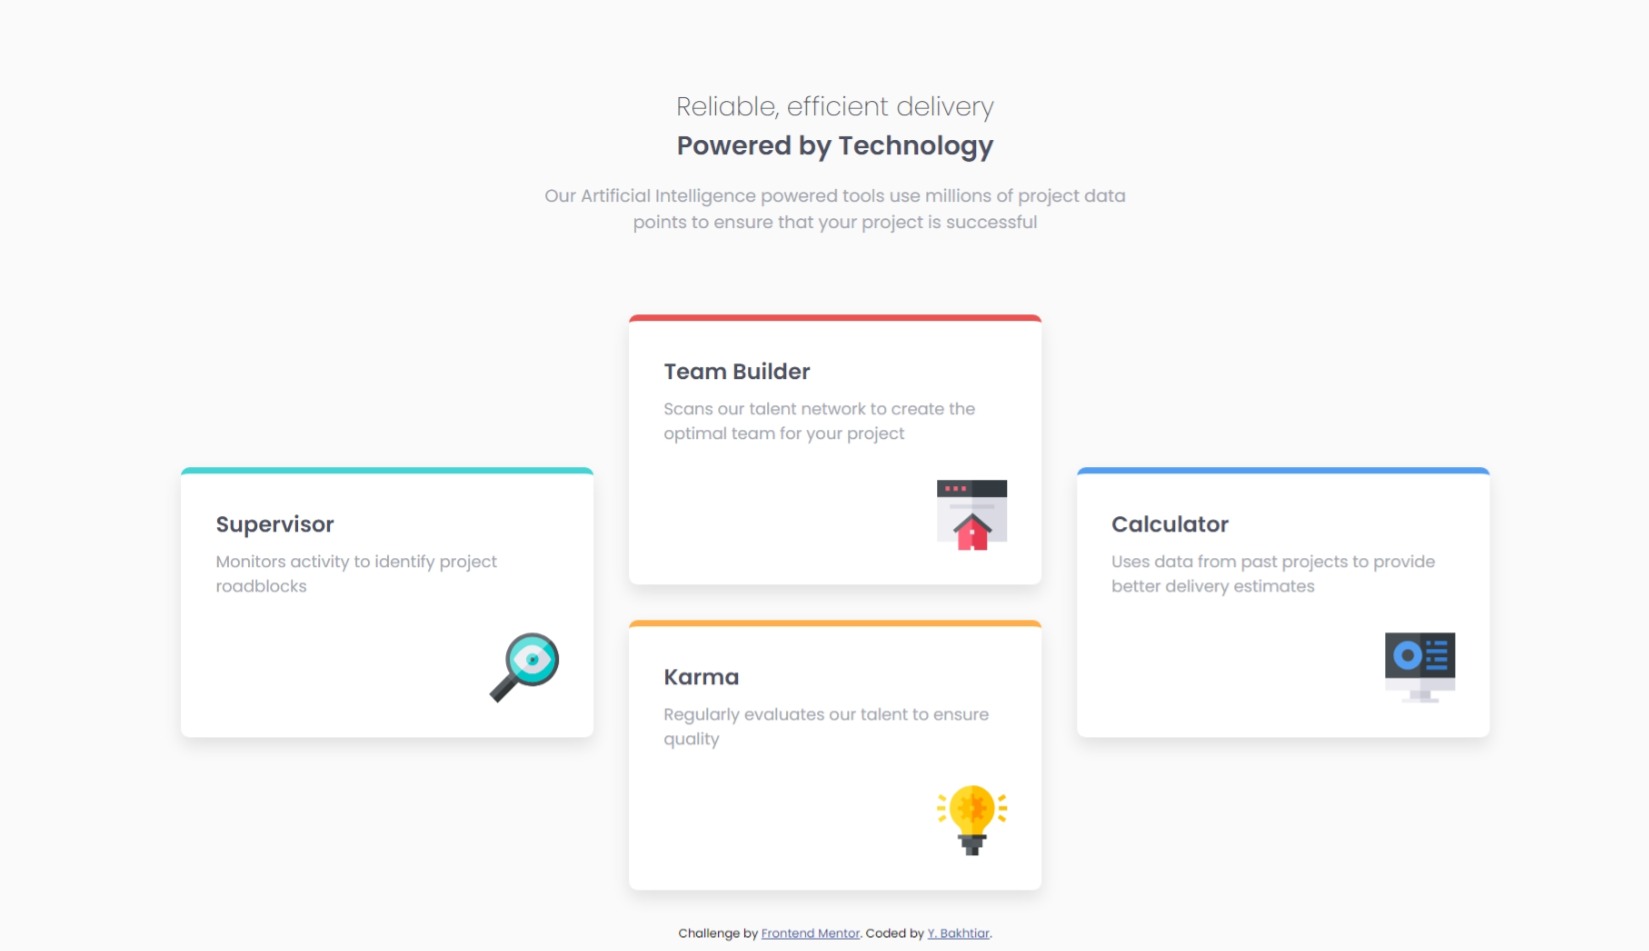 Reliable, efficient delivery
Powered by Technology
Our Artificial Intelligence powered tools use millions of project data
points to ensure that your project is successful
Team Builder
Scans our talent network to create the
optimal team for your project
Supervisor
Monitors activity to identify project
roadblocks
Calculator
Uses data from past projects to provide
better delivery estimates
Karma
Regularly evaluates our talent to ensure
quality
Challenge by Frontend Mentor. Coded by Y. Bakhtiar.